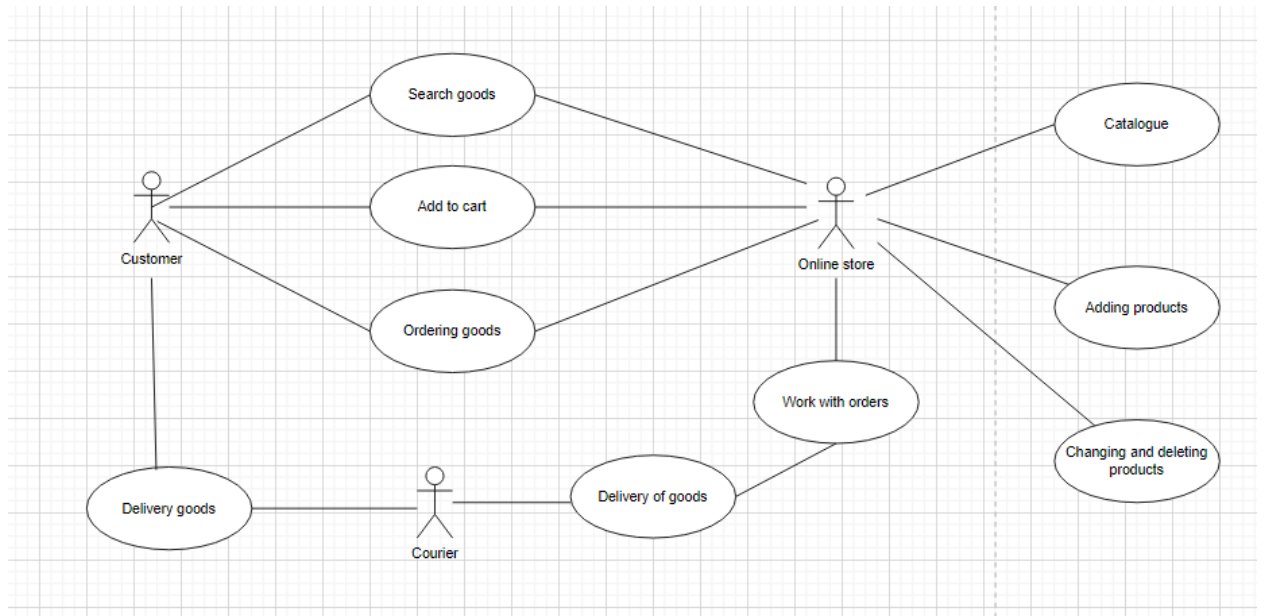 Search goods
Catalogue
Add to cart
Customer
Online store
Adding products
Ordering goods
Work with orders
Changing and deleting
products
Delivery of goods
Delivery goods
Courier